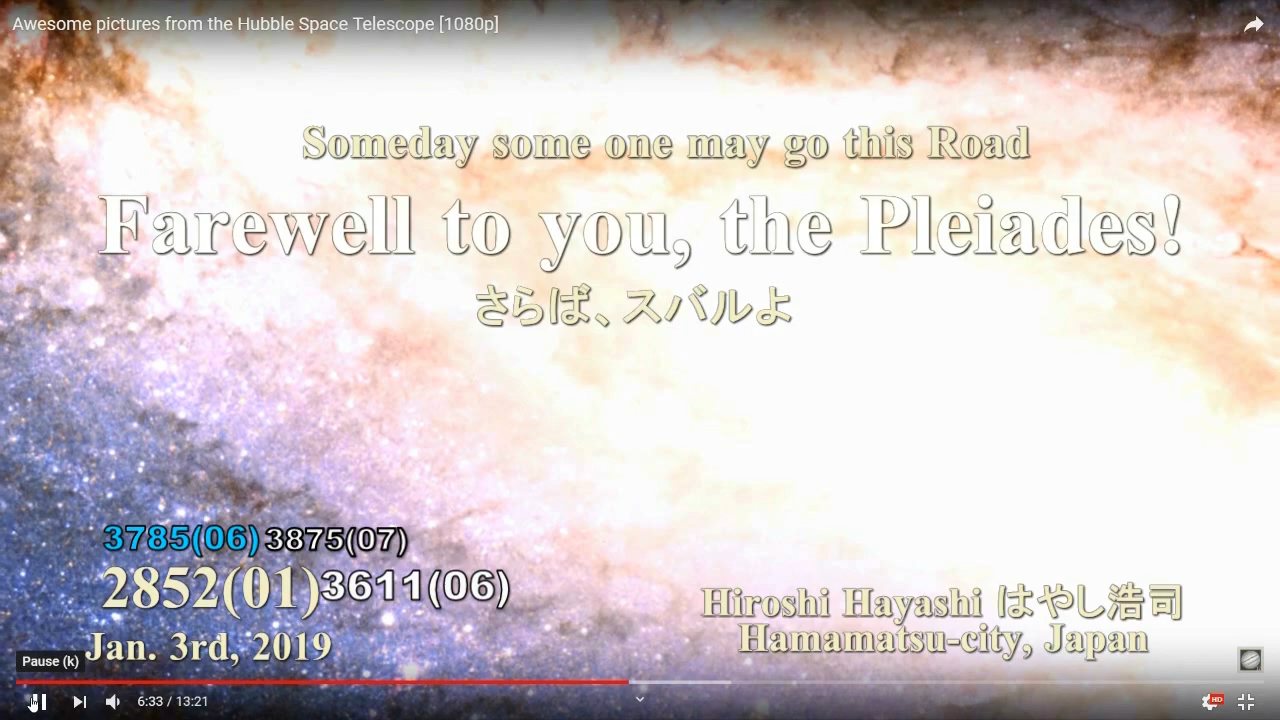 Awesome pictures from the Hubble Space Telescope [1080p]
Someday some one may go this Road
Farewell to you, the Pleiades!
さらば、スバルよ
3785(06) 3875(07)
2852(01)3611(06)
Jan. 3rd, 2019
Hiroshi Hayashi はやし浩司
Hamamatsu-city, Japan
Pause (k)
6:33 / 13:21
HD